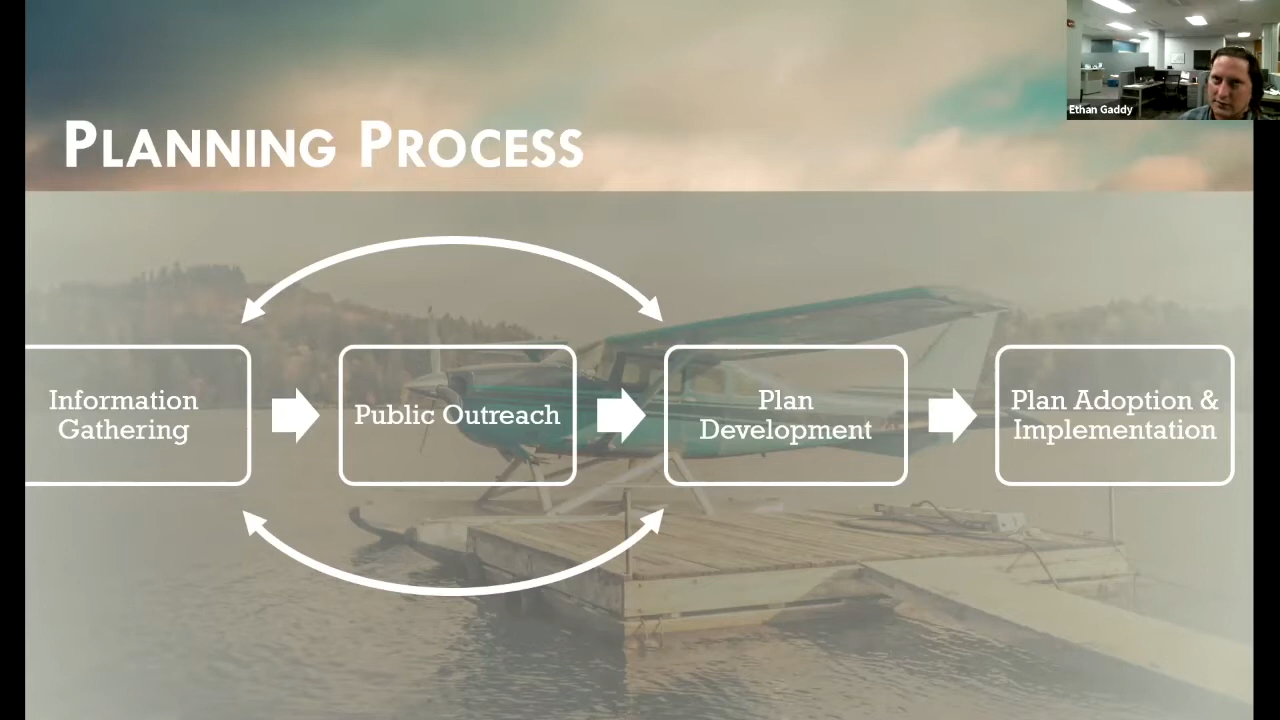 Ethan Gaddy
PLANNING PROCESS
Information
Gathering
Public Outreach
Plan
Development
Plan Adoption &
Implementation